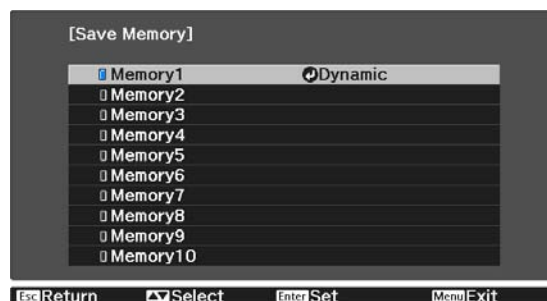 [Save Memory]
Memory1 Dynamic
Memory2
Memory3
Memory4
Memory5
Memory6
Memory7
Memory8
Memory9
Memory10
Esc Return Select Enter Set Menu Exit